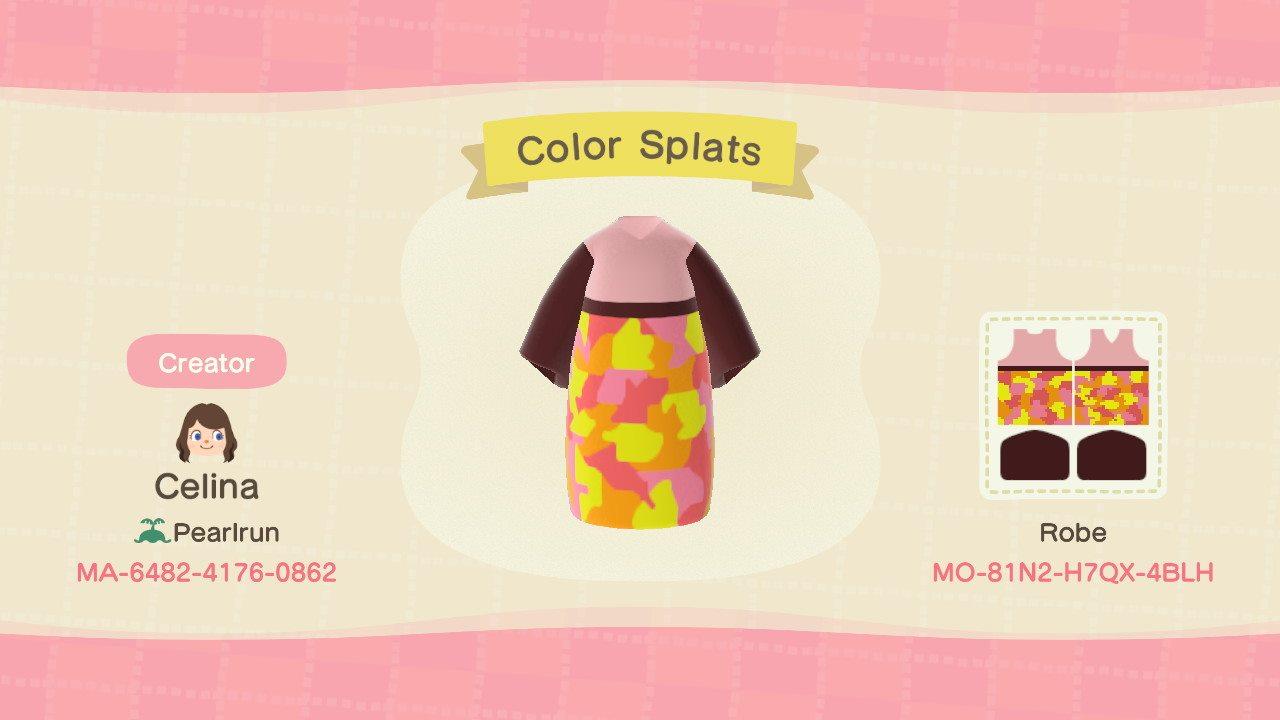 Color Splats
Creator
Celina
Pearlrun
MA-6482-4176-0862
Robe
MO-81N2-H7QX-4BLH